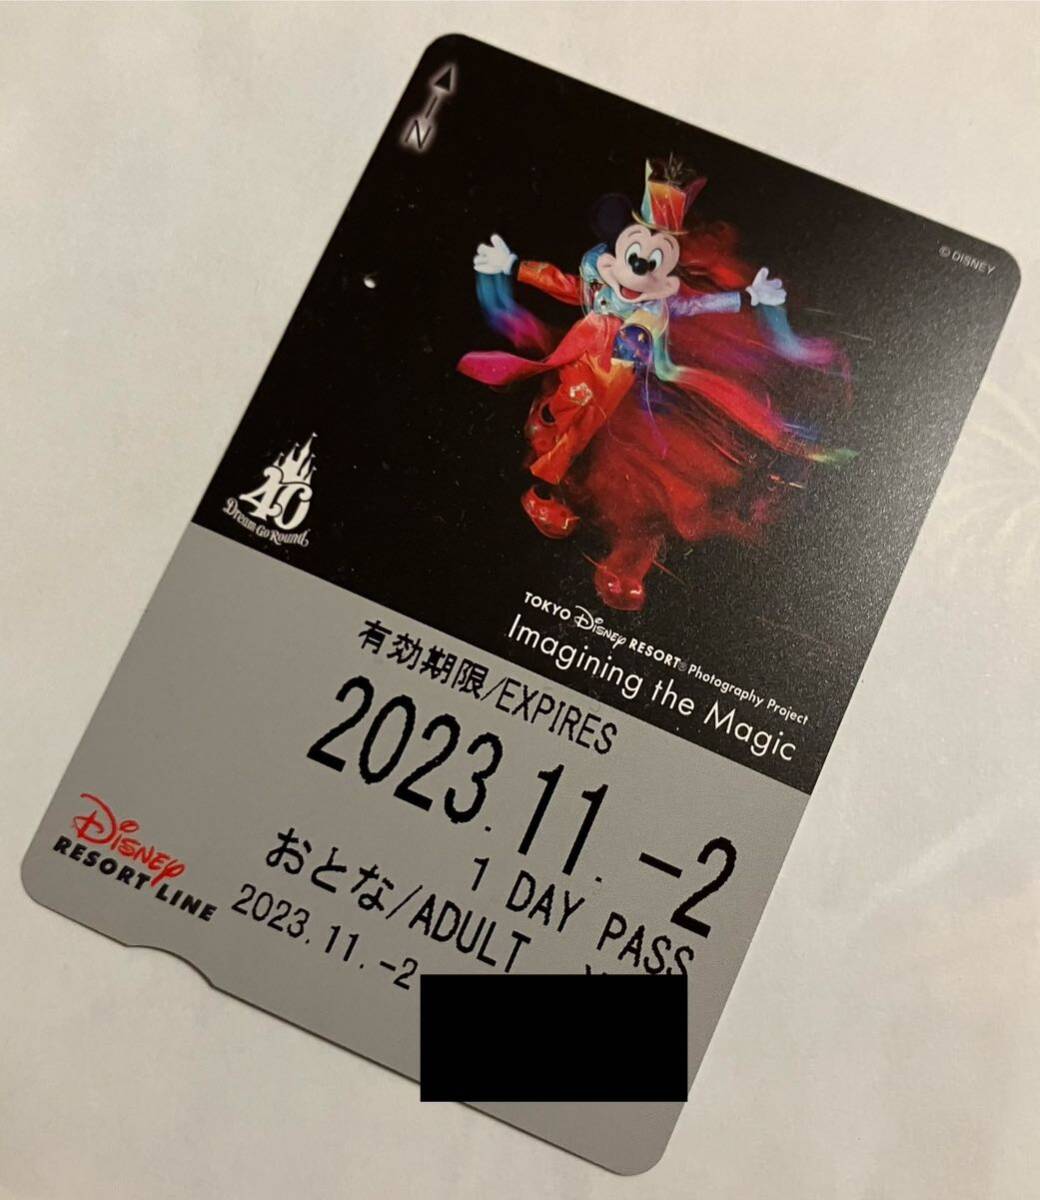 IN
© DISNEY
40
Dream-Go-Round
TOKYO Disney RESORT® Photography Project
Imagining the Magic
有効期限/EXPIRES
2023.11.-2
1 DAY PASS
おとな/ADULT
2023.11.-2
Disney
RESORT LINE